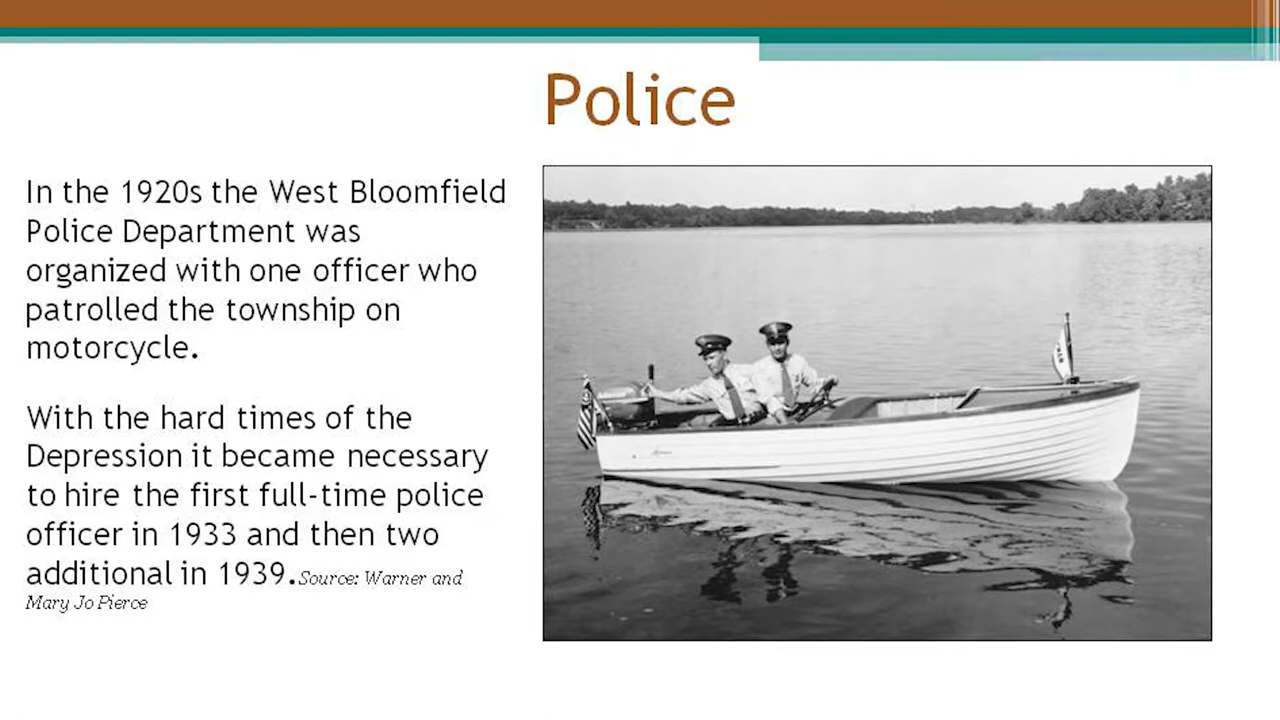 Police
In the 1920s the West Bloomfield
Police Department was
organized with one officer who
patrolled the township on
motorcycle.
With the hard times of the
Depression it became necessary
to hire the first full-time police
officer in 1933 and then two
additional in 1939.Source: Warner and
Mary Jo Pierce